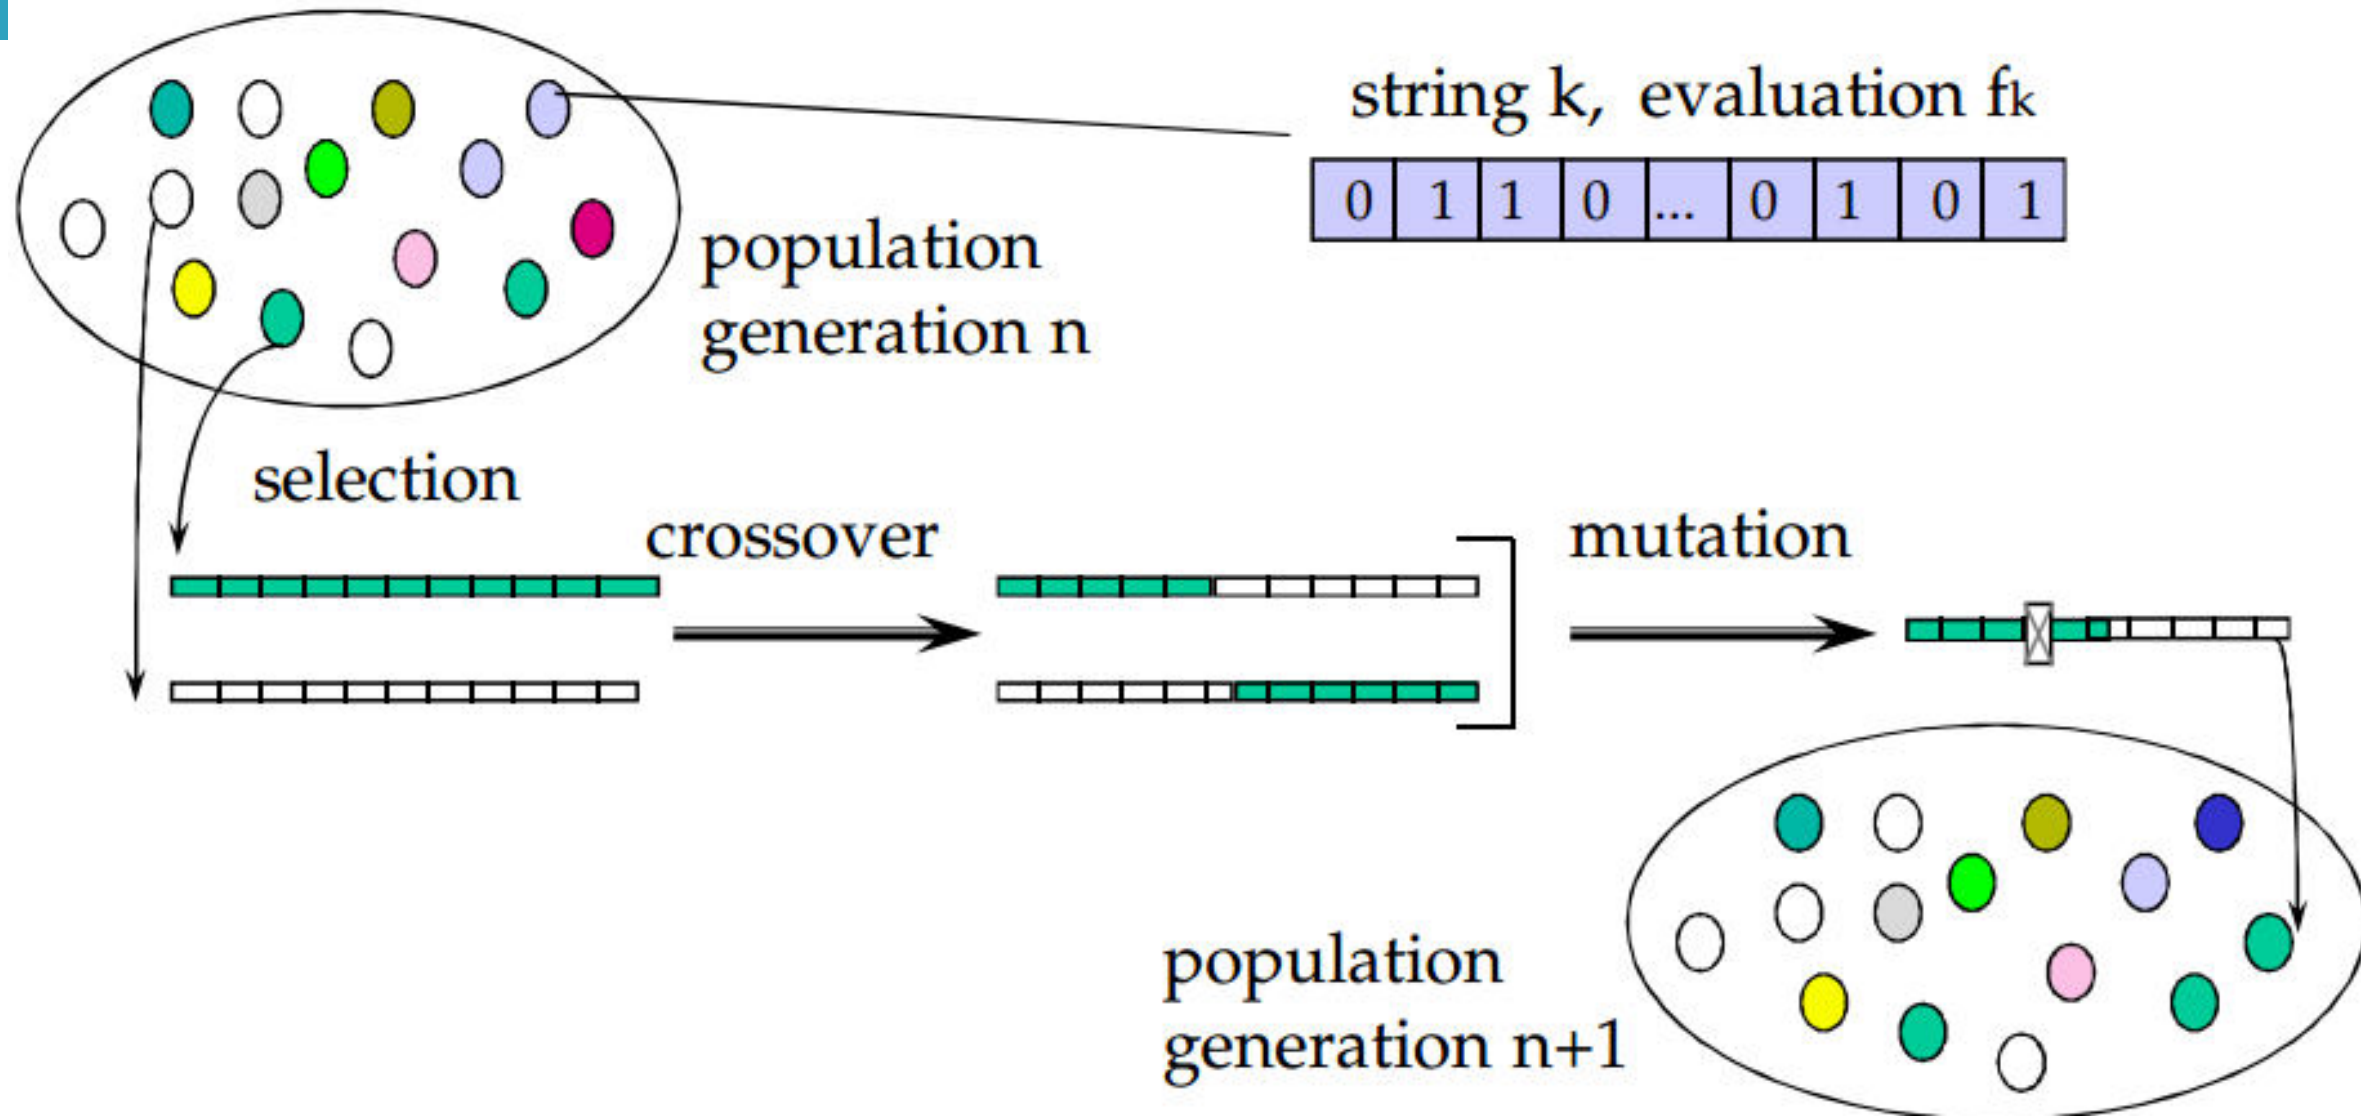 string k, evaluation fk
0 1 1 0 ... 0 1 0 1
population
generation n
selection
crossover
mutation
population
generation n+1